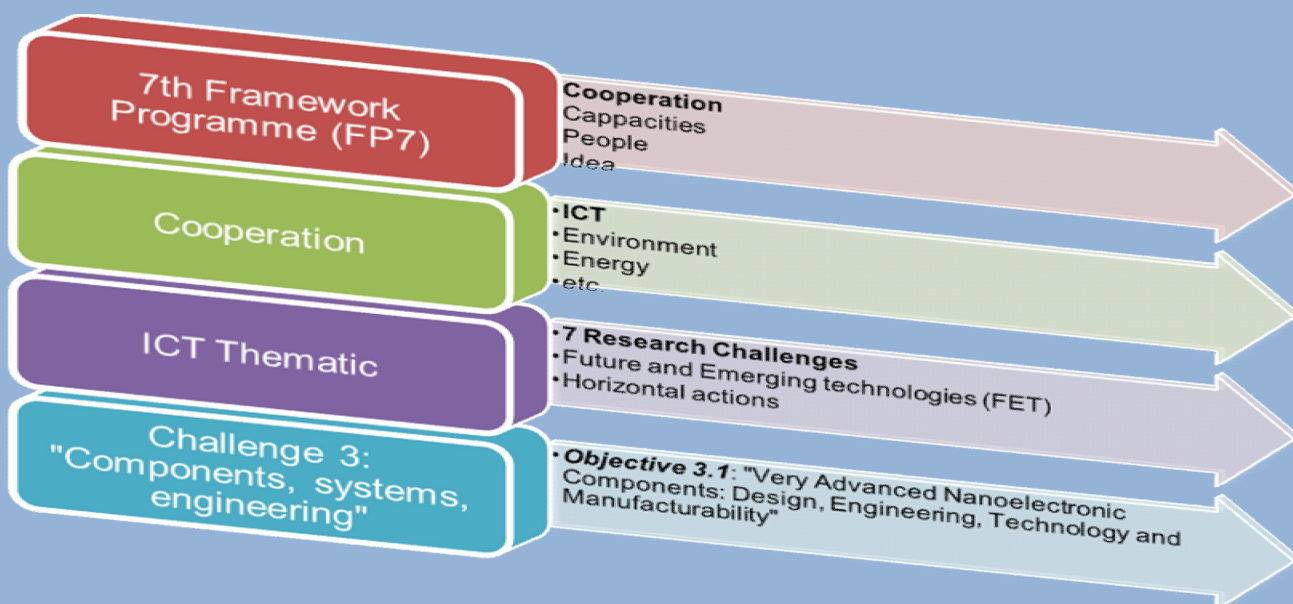 7th Framework
Programme (FP7)
Cooperation
Cappacities
People
Idea
Cooperation
•ICT
•Environment
•Energy
•etc.
ICT Thematic
•7 Research Challenges
•Future and Emerging technologies (FET)
•Horizontal actions
Challenge 3:
"Components, systems,
engineering"
•Objective 3.1: "Very Advanced Nanoelectronic
Components: Design, Engineering, Technology and
Manufacturability"